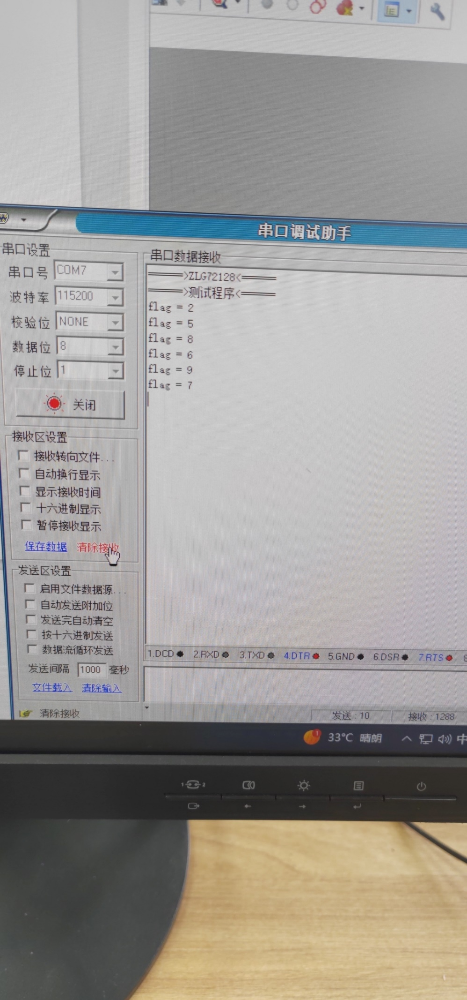 串口调试助手
串口设置
串口号 COM7
波特率 115200
校验位 NONE
数据位 8
停止位 1
关闭
接收区设置
接收转向文件...
自动换行显示
显示接收时间
十六进制显示
暂停接收显示
保存数据 清除接收
发送区设置
启用文件数据源...
自动发送附加位
发送完自动清空
按十六进制发送
数据流循环发送
发送间隔 1000 毫秒
文件载入 清除输入
串口数据接收
======>ZLG72128<======
======>测试程序<======
flag = 2
flag = 5
flag = 8
flag = 6
flag = 9
flag = 7
1.DCD 2.RXD 3.TXD 4.DTR 5.GND 6.DSR 7.RTS 8
清除接收 发送 : 10 接收 : 1288
1 33°C 晴朗 中
1 2